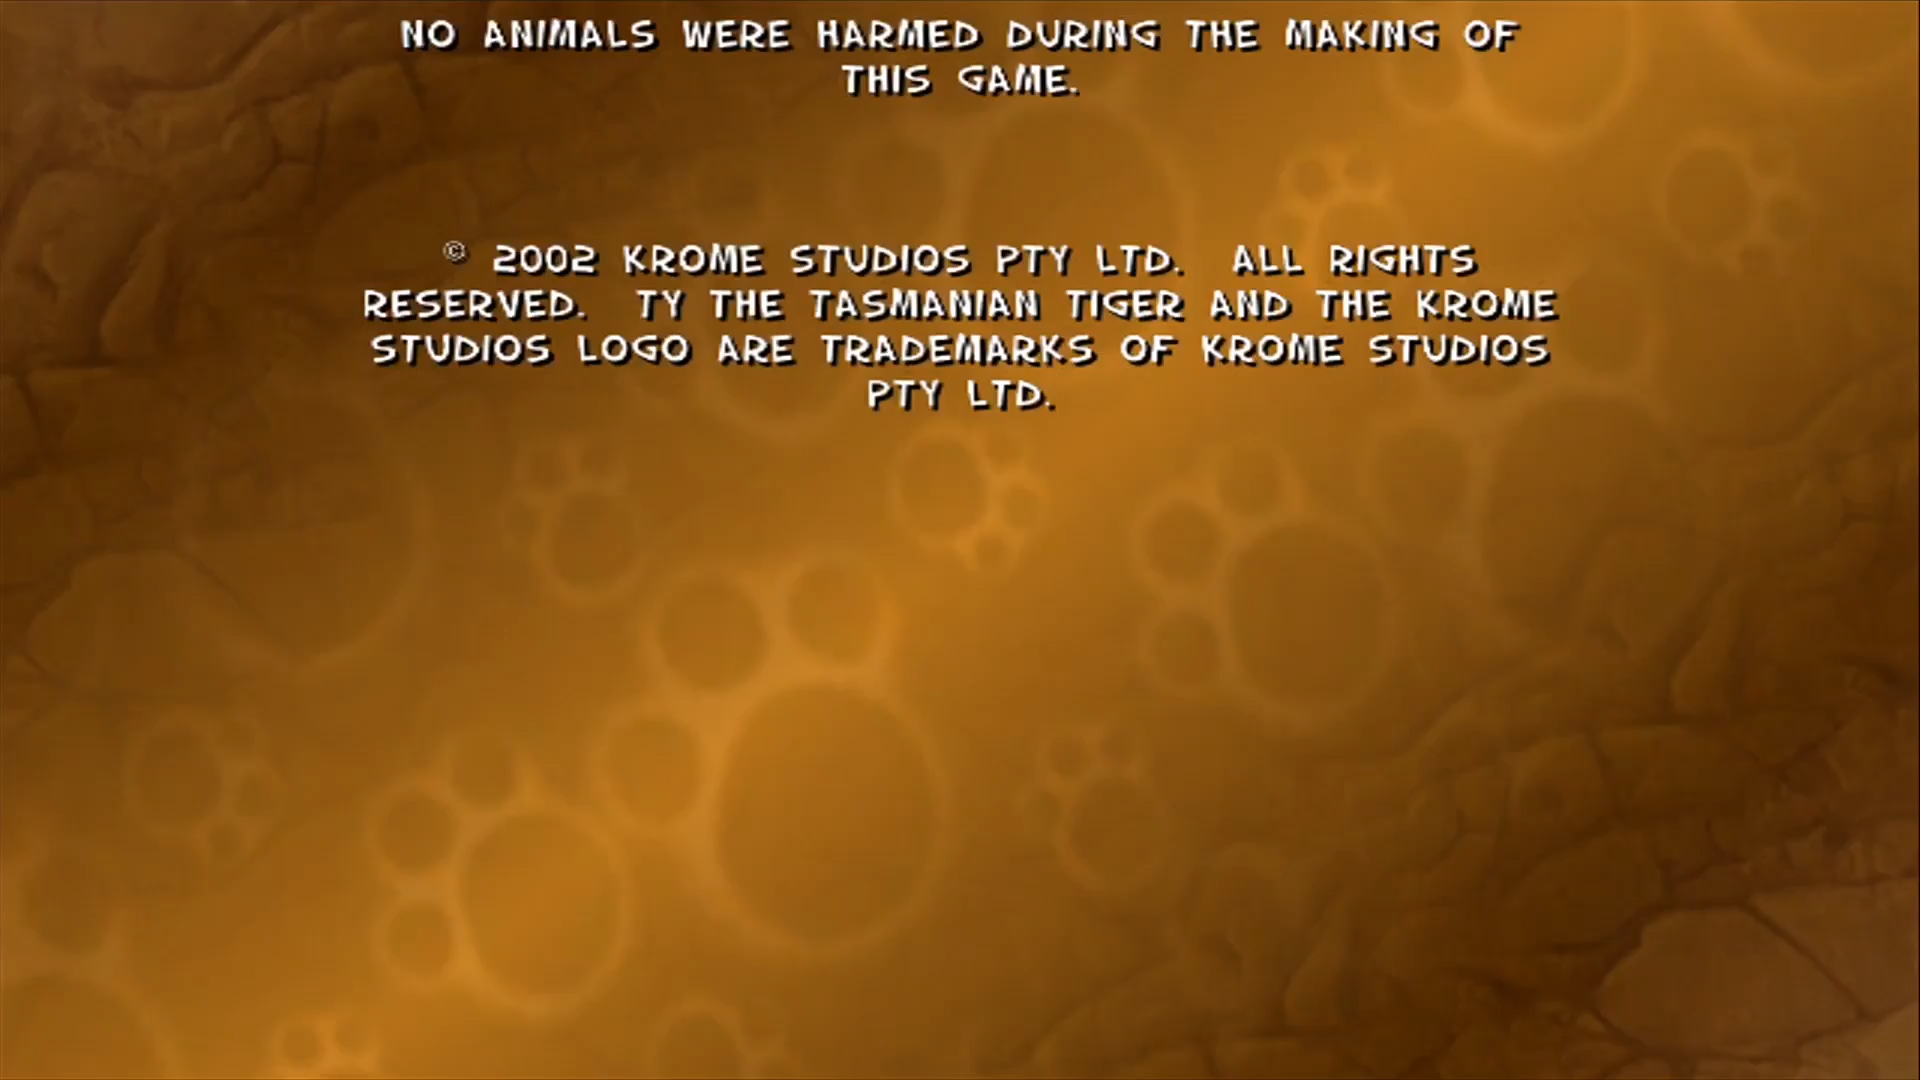 NO ANIMALS WERE HARMED DURING THE MAKING OF
THIS GAME.
© 2002 KROME STUDIOS PTY LTD.  ALL RIGHTS
RESERVED.  TY THE TASMANIAN TIGER AND THE KROME
STUDIOS LOGO ARE TRADEMARKS OF KROME STUDIOS
PTY LTD.